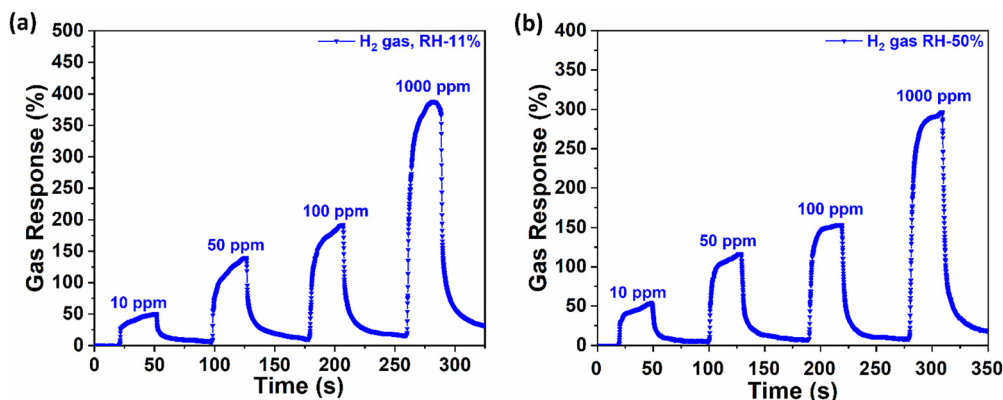 (a)
H₂ gas, RH-11%
1000 ppm
100 ppm
50 ppm
10 ppm
Gas Response (%)
500
450
400
350
300
250
200
150
100
50
0
0 50 100 150 200 250 300
Time (s)
(b)
H₂ gas RH-50%
1000 ppm
100 ppm
50 ppm
10 ppm
Gas Response (%)
400
350
300
250
200
150
100
50
0
0 50 100 150 200 250 300 350
Time (s)